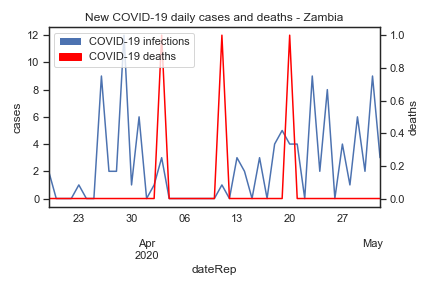 New COVID-19 daily cases and deaths - Zambia
COVID-19 infections
COVID-19 deaths
12
10
8
6
4
2
0
cases
1.0
0.8
0.6
0.4
0.2
0.0
deaths
23 30 06 13 20 27
Apr May
2020
dateRep